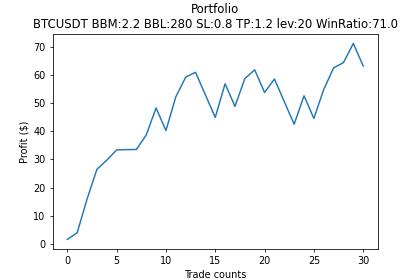 Portfolio
BTCUSDT BBM:2.2 BBL:280 SL:0.8 TP:1.2 lev:20 WinRatio:71.0
70
60
50
40
30
20
10
0
Profit ($)
0 5 10 15 20 25 30
Trade counts